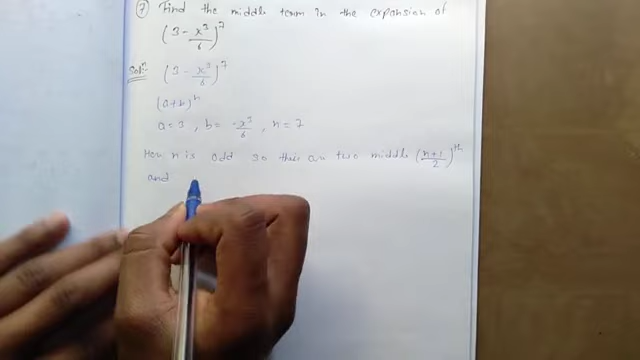 ⑦ Find the middle term in the expansion of
(3 - x³/6)⁷
Sol:- (3 - x³/6)⁷
(a+b)ⁿ
a=3, b= -x³/6, n=7
Here n is odd so there are two middle ((n+1)/2)th
and